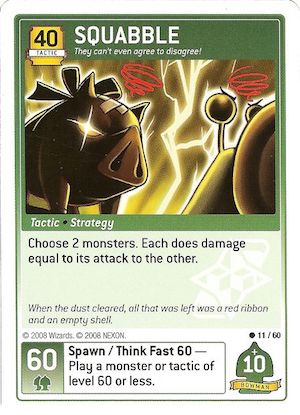 40
TACTIC
SQUABBLE
They can't even agree to disagree!
Tactic • Strategy
Choose 2 monsters. Each does damage
equal to its attack to the other.
When the dust cleared, all that was left was a red ribbon
and an empty shell.
© 2008 Wizards. © 2008 NEXON.
● 11 / 60
60
Spawn / Think Fast 60 —
Play a monster or tactic of
level 60 or less.
10
BOWMAN